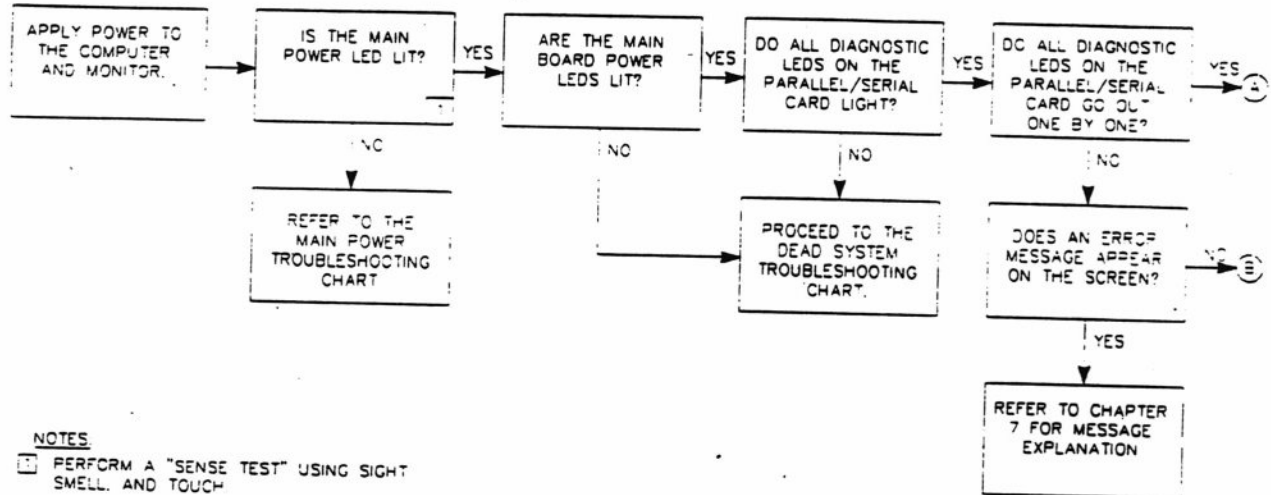 APPLY POWER TO
THE COMPUTER
AND MONITOR.
IS THE MAIN
POWER LED LIT?
1
YES
ARE THE MAIN
BOARD POWER
LEDS LIT?
YES
DO ALL DIAGNOSTIC
LEDS ON THE
PARALLEL/SERIAL
CARD LIGHT?
YES
DO ALL DIAGNOSTIC
LEDS ON THE
PARALLEL/SERIAL
CARD GO OUT
ONE BY ONE?
YES
A
NO
NO
NO
NO
REFER TO THE
MAIN POWER
TROUBLESHOOTING
CHART
PROCEED TO THE
DEAD SYSTEM
TROUBLESHOOTING
CHART.
DOES AN ERROR
MESSAGE APPEAR
ON THE SCREEN?
NO
B
YES
REFER TO CHAPTER
7 FOR MESSAGE
EXPLANATION
NOTES:
1 PERFORM A "SENSE TEST" USING SIGHT
SMELL, AND TOUCH